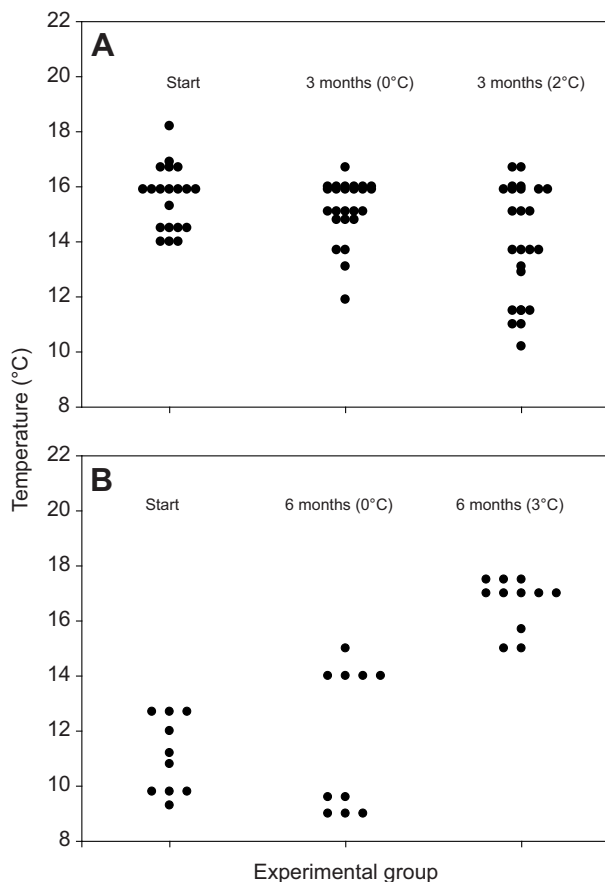 22
A
20
Start 3 months (0°C) 3 months (2°C)
18
16
14
12
10
8
Temperature (°C)
22
B
20
Start 6 months (0°C) 6 months (3°C)
18
16
14
12
10
8
Experimental group